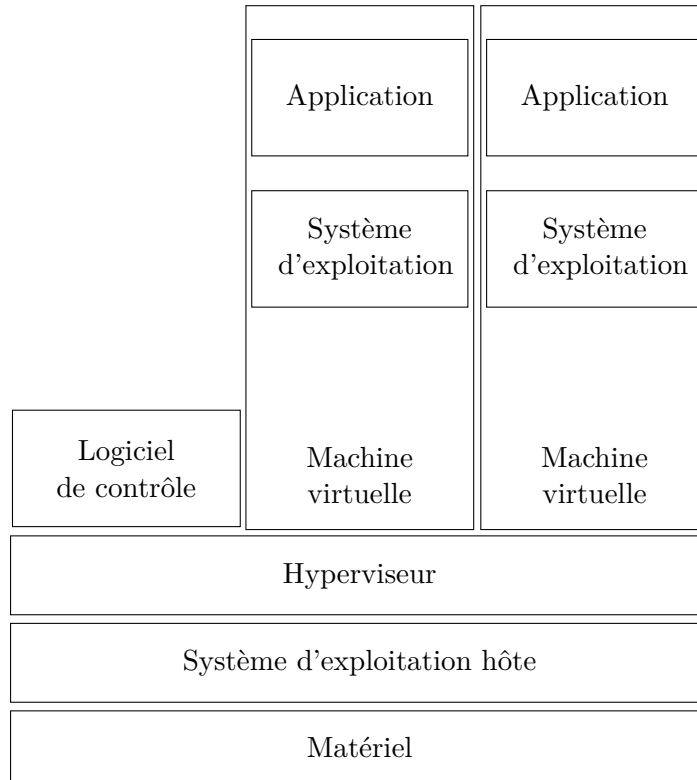 Application
Application
Système
d'exploitation
Système
d'exploitation
Logiciel
de contrôle
Machine
virtuelle
Machine
virtuelle
Hyperviseur
Système d'exploitation hôte
Matériel